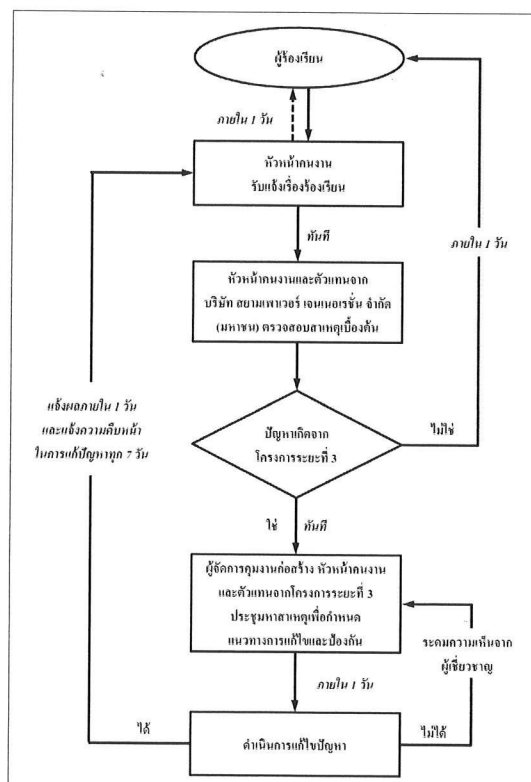 ผู้ร้องเรียน
ภายใน 1 วัน
หัวหน้าคนงาน
รับแจ้งเรื่องร้องเรียน
ทันที
ภายใน 1 วัน
หัวหน้าคนงานและตัวแทนจาก
บริษัท สยามเพาเวอร์ เจนเนอเรชั่น จำกัด
(มหาชน) ตรวจสอบสาเหตุเบื้องต้น
แจ้งผลภายใน 1 วัน
และแจ้งความคืบหน้า
ในการแก้ปัญหาทุก 7 วัน
ปัญหาเกิดจาก
โครงการระยะที่ 3
ไม่ใช่
ใช่
ทันที
ผู้จัดการคุมงานก่อสร้าง หัวหน้าคนงาน
และตัวแทนจากโครงการระยะที่ 3
ประชุมหาสาเหตุเพื่อกำหนด
แนวทางการแก้ไขและป้องกัน
ระดมความเห็นจาก
ผู้เชี่ยวชาญ
ภายใน 1 วัน
ได้
ดำเนินการแก้ไขปัญหา
ไม่ได้